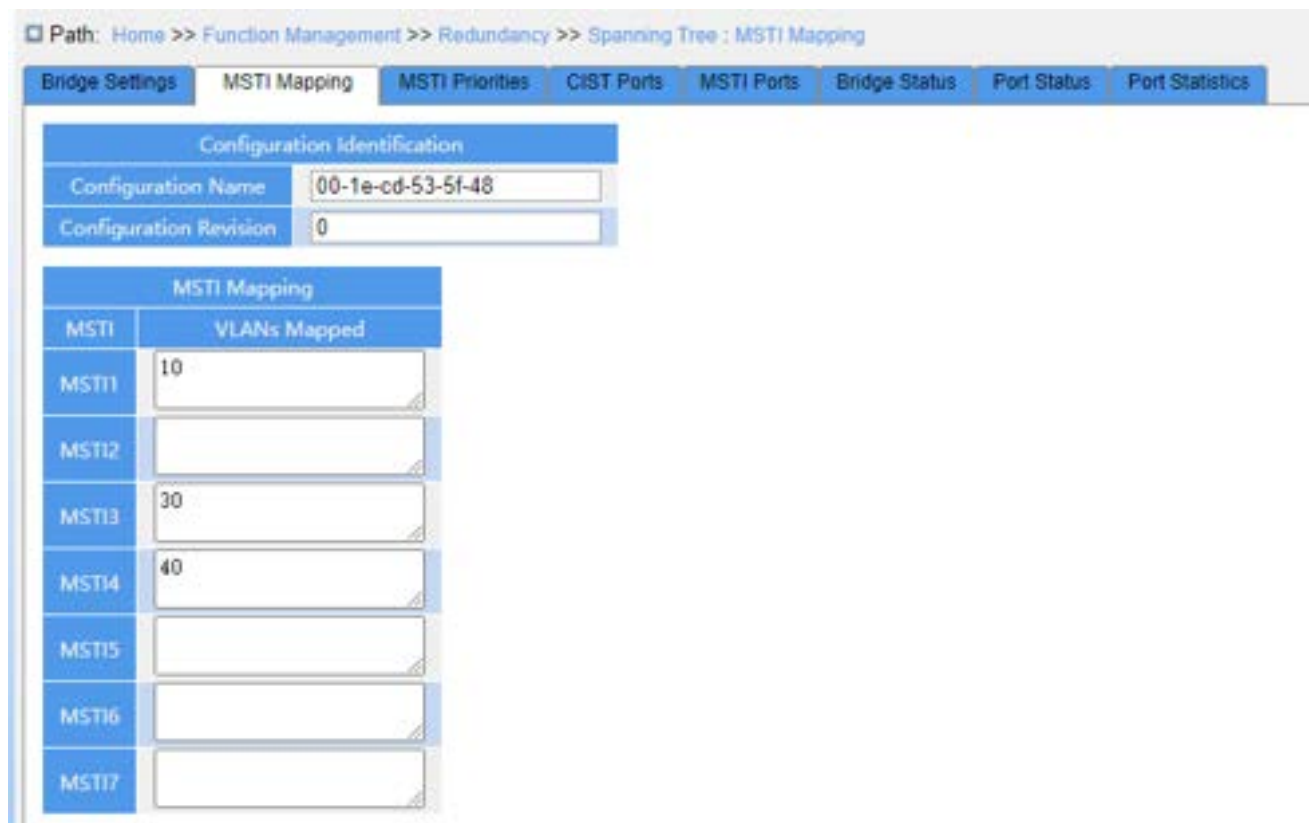 Path: Home >> Function Management >> Redundancy >> Spanning Tree : MSTI Mapping
Bridge Settings MSTI Mapping MSTI Priorities CIST Ports MSTI Ports Bridge Status Port Status Port Statistics
Configuration Identification
Configuration Name 00-1e-cd-53-5f-48
Configuration Revision 0
MSTI Mapping
MSTI VLANs Mapped
MSTI1 10
MSTI2
MSTI3 30
MSTI4 40
MSTI5
MSTI6
MSTI7